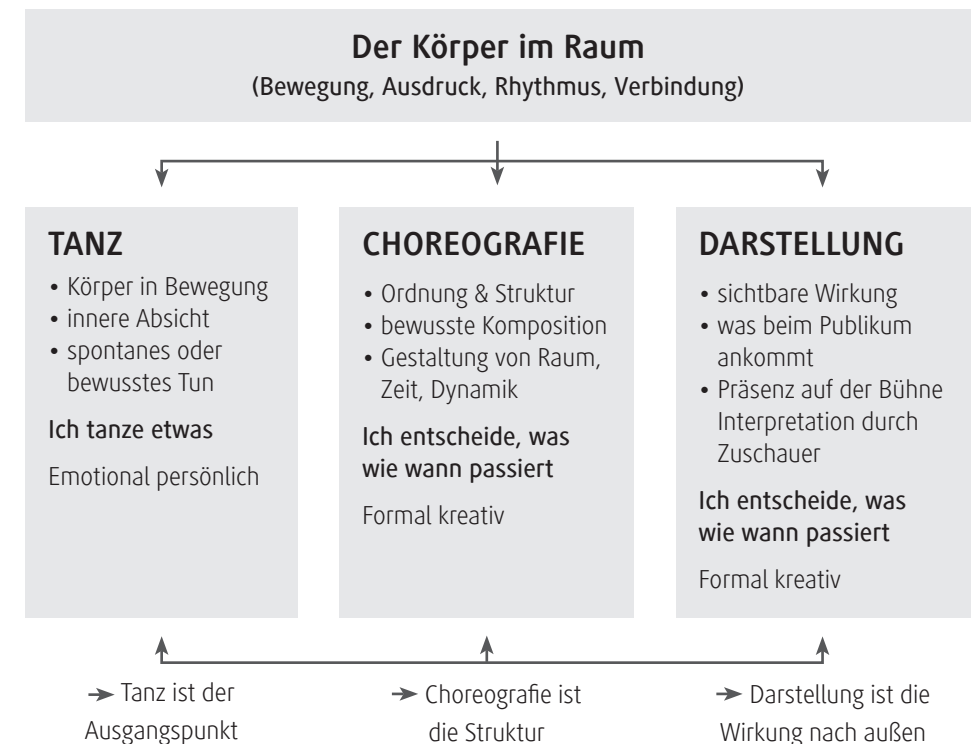 Der Körper im Raum
(Bewegung, Ausdruck, Rhythmus, Verbindung)
TANZ
• Körper in Bewegung
• innere Absicht
• spontanes oder
bewusstes Tun
Ich tanze etwas
Emotional persönlich
CHOREOGRAFIE
• Ordnung & Struktur
• bewusste Komposition
• Gestaltung von Raum,
Zeit, Dynamik
Ich entscheide, was
wie wann passiert
Formal kreativ
DARSTELLUNG
• sichtbare Wirkung
• was beim Publikum
ankommt
• Präsenz auf der Bühne
Interpretation durch
Zuschauer
Ich entscheide, was
wie wann passiert
Formal kreativ
→ Tanz ist der
Ausgangspunkt
→ Choreografie ist
die Struktur
→ Darstellung ist die
Wirkung nach außen